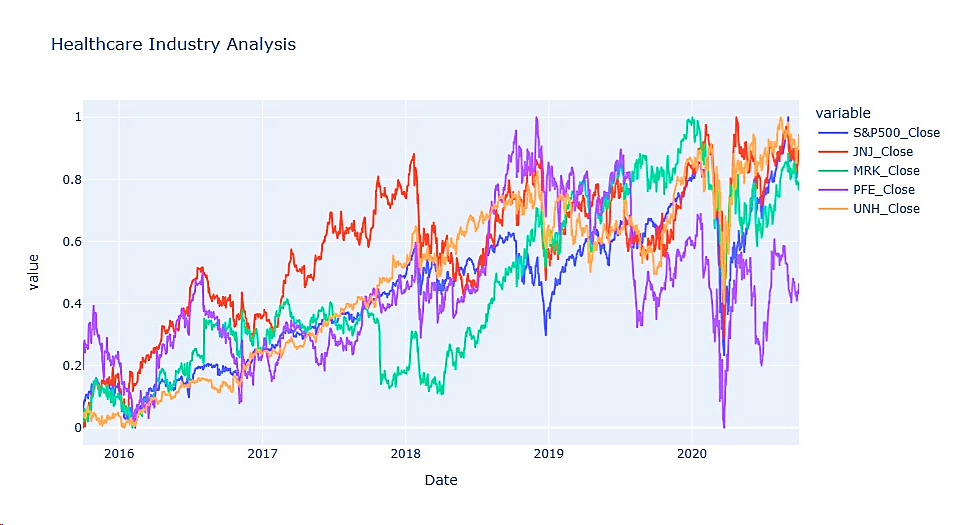 Healthcare Industry Analysis
variable
S&P500_Close
JNJ_Close
MRK_Close
PFE_Close
UNH_Close
value
1
0.8
0.6
0.4
0.2
0
2016 2017 2018 2019 2020
Date